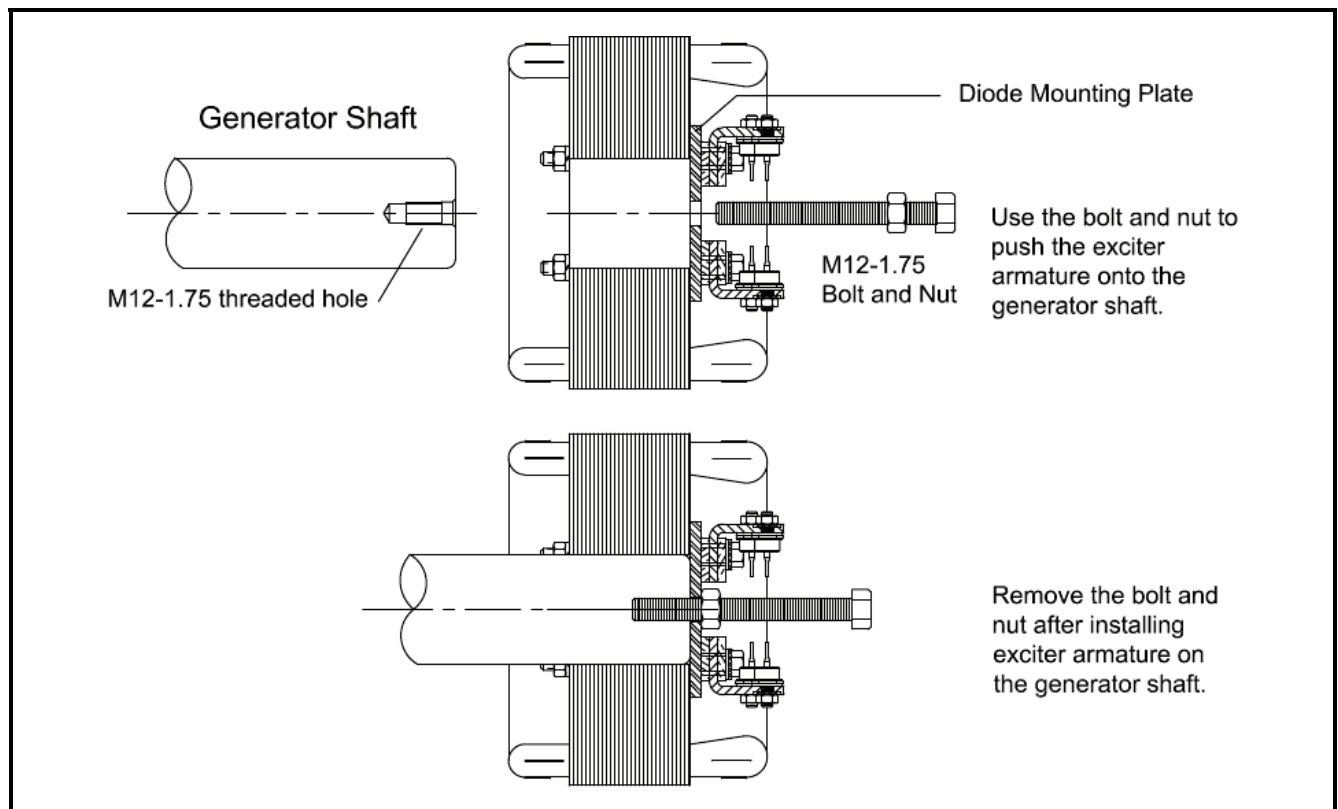 Generator Shaft
Diode Mounting Plate
M12-1.75 threaded hole
M12-1.75
Bolt and Nut
Use the bolt and nut to
push the exciter
armature onto the
generator shaft.
Remove the bolt and
nut after installing
exciter armature on
the generator shaft.